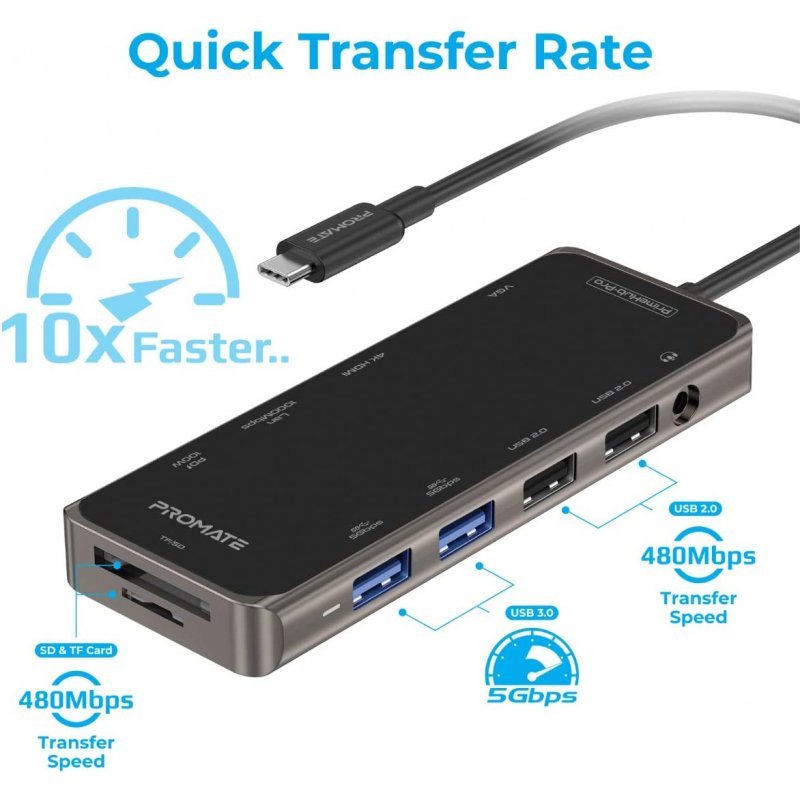 Quick Transfer Rate
10x Faster..
PROMATE
PrimeHub-Pro
VGA
4K HDMI
Lan
1000Mbps
PD
100W
USB 2.0
USB 2.0
5Gbps
5Gbps
PROMATE
TF/SD
USB 2.0
480Mbps
Transfer
Speed
USB 3.0
5Gbps
SD & TF Card
480Mbps
Transfer
Speed